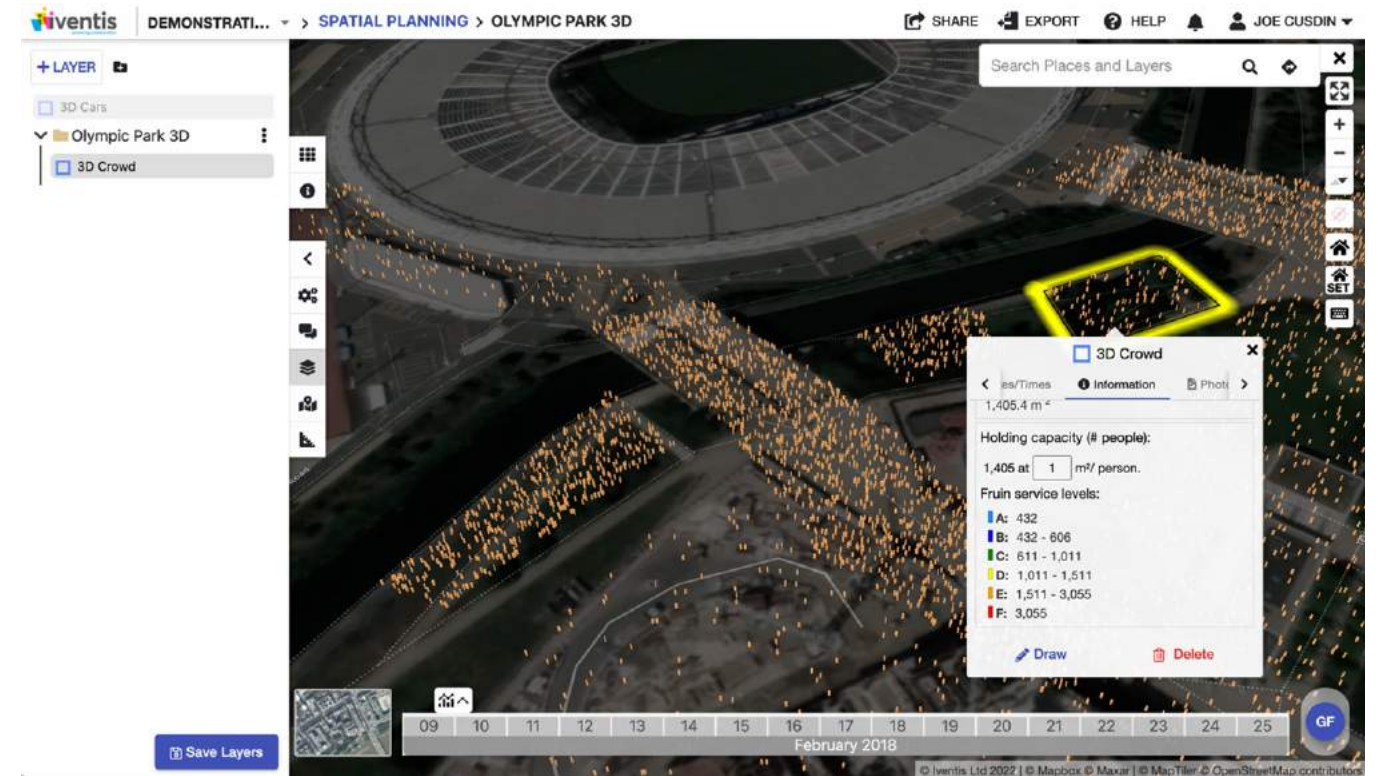 iventis
DEMONSTRATI... > SPATIAL PLANNING > OLYMPIC PARK 3D
SHARE EXPORT HELP JOE CUSDIN
+ LAYER
3D Cars
Olympic Park 3D
3D Crowd
Search Places and Layers
SET
3D Crowd
es/Times Information Photo
1,405.4 m ²
Holding capacity (# people):
1,405 at 1 m²/ person.
Fruin service levels:
A: 432
B: 432 - 606
C: 611 - 1,011
D: 1,011 - 1,511
E: 1,511 - 3,055
F: 3,055
Draw Delete
09 10 11 12 13 14 15 16 17 18 19 20 21 22 23 24 25
February 2018
GF
Save Layers
© Iventis Ltd 2022 | © Mapbox © Maxar | © MapTiler © OpenStreetMap contributors